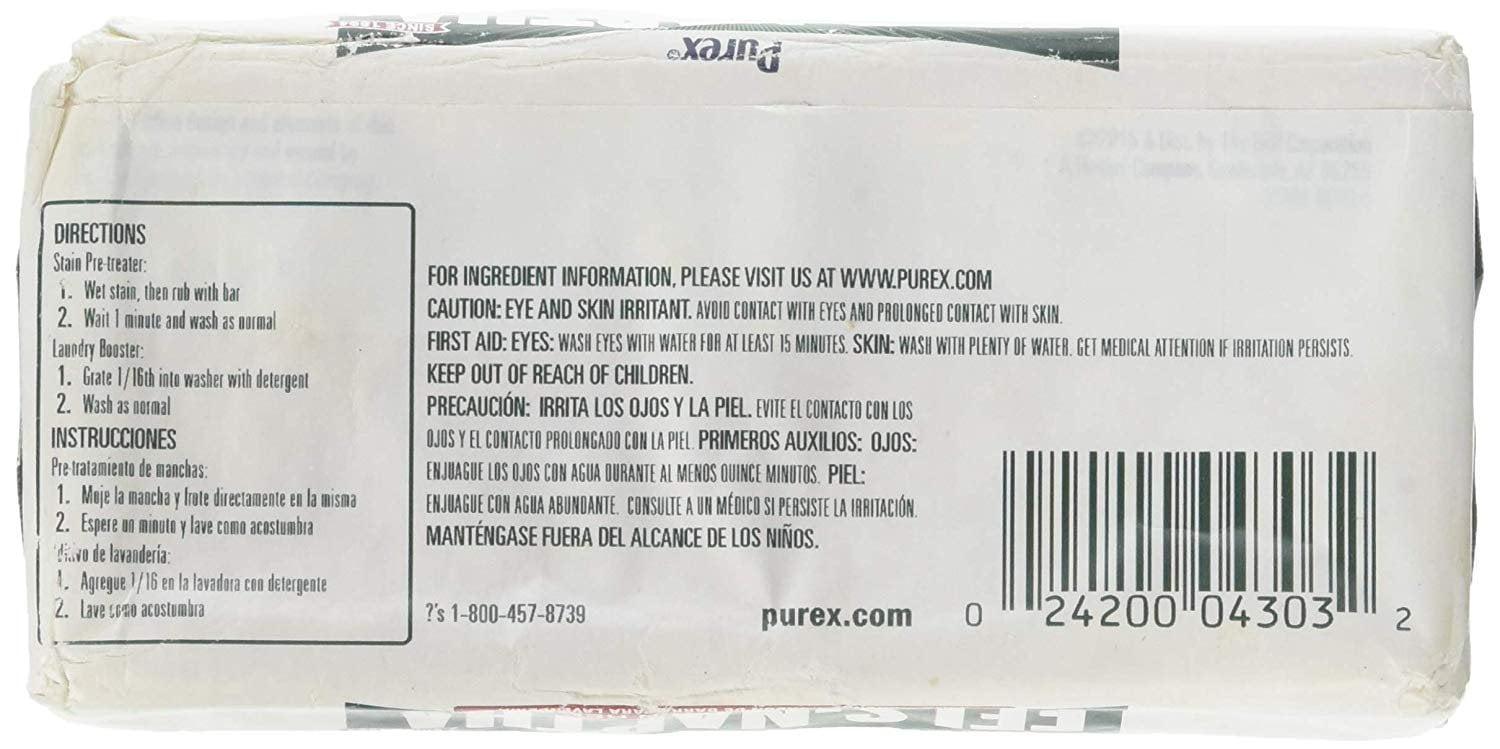 SINCE 1894
Purex®
DIRECTIONS
Stain Pre-treater:
1. Wet stain, then rub with bar
2. Wait 1 minute and wash as normal
Laundry Booster:
1. Grate 1/16th into washer with detergent
2. Wash as normal
INSTRUCCIONES
Pre-tratamiento de manchas:
1. Moje la mancha y frote directamente en la misma
2. Espere un minuto y lave como acostumbra
de lavandería:
1. Agregue 1/16 en la lavadora con detergente
2. Lave como acostumbra
FOR INGREDIENT INFORMATION, PLEASE VISIT US AT WWW.PUREX.COM
CAUTION: EYE AND SKIN IRRITANT. AVOID CONTACT WITH EYES AND PROLONGED CONTACT WITH SKIN.
FIRST AID: EYES: WASH EYES WITH WATER FOR AT LEAST 15 MINUTES. SKIN: WASH WITH PLENTY OF WATER. GET MEDICAL ATTENTION IF IRRITATION PERSISTS.
KEEP OUT OF REACH OF CHILDREN.
PRECAUCIÓN: IRRITA LOS OJOS Y LA PIEL. EVITE EL CONTACTO CON LOS
OJOS Y EL CONTACTO PROLONGADO CON LA PIEL. PRIMEROS AUXILIOS: OJOS:
ENJUAGUE LOS OJOS CON AGUA DURANTE AL MENOS QUINCE MINUTOS. PIEL:
ENJUAGUE CON AGUA ABUNDANTE. CONSULTE A UN MÉDICO SI PERSISTE LA IRRITACIÓN.
MANTÉNGASE FUERA DEL ALCANCE DE LOS NIÑOS.
?'s 1-800-457-8739
purex.com
0 24200 04303 2